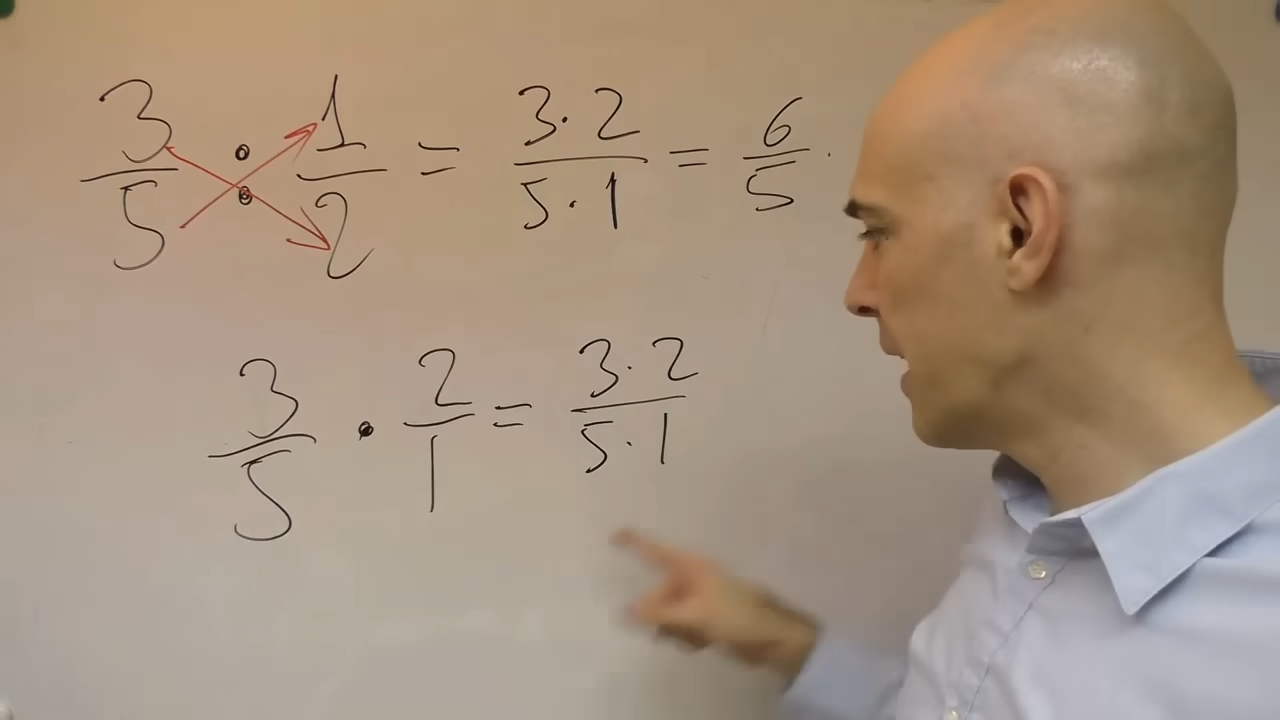 3/5 : 1/2 = 3·2/5·1 = 6/5.
3/5 · 2/1 = 3·2/5·1